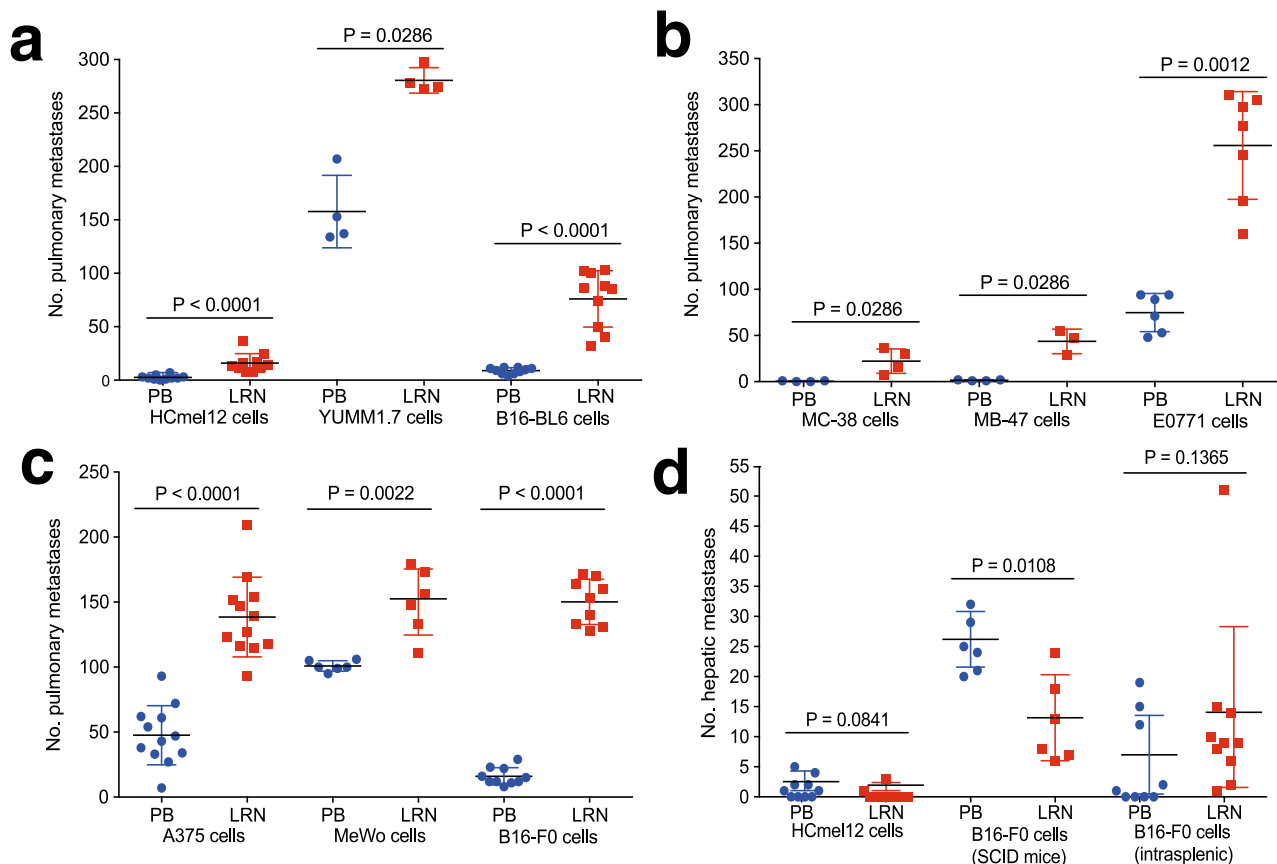 a
P = 0.0286
P < 0.0001
P < 0.0001
No. pulmonary metastases
300
250
200
150
100
50
0
PB LRN PB LRN PB LRN
HCmel12 cells YUMM1.7 cells B16-BL6 cells
b
P = 0.0012
P = 0.0286
P = 0.0286
No. pulmonary metastases
350
300
250
200
150
100
50
0
PB LRN PB LRN PB LRN
MC-38 cells MB-47 cells E0771 cells
c
P < 0.0001 P = 0.0022 P < 0.0001
No. pulmonary metastases
250
200
150
100
50
0
PB LRN PB LRN PB LRN
A375 cells MeWo cells B16-F0 cells
d
P = 0.1365
P = 0.0108
P = 0.0841
No. hepatic metastases
55
50
45
40
35
30
25
20
15
10
5
0
PB LRN PB LRN PB LRN
HCmel12 cells B16-F0 cells B16-F0 cells
(SCID mice) (intrasplenic)